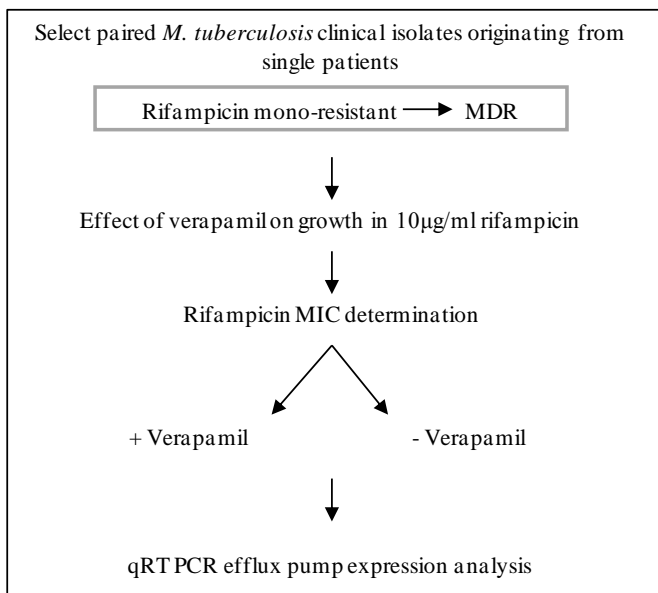 Select paired M. tuberculosis clinical isolates originating from
single patients
Rifampicin mono-resistant MDR
Effect of verapamil on growth in 10µg/ml rifampicin
Rifampicin MIC determination
+ Verapamil - Verapamil
qRT PCR efflux pump expression analysis